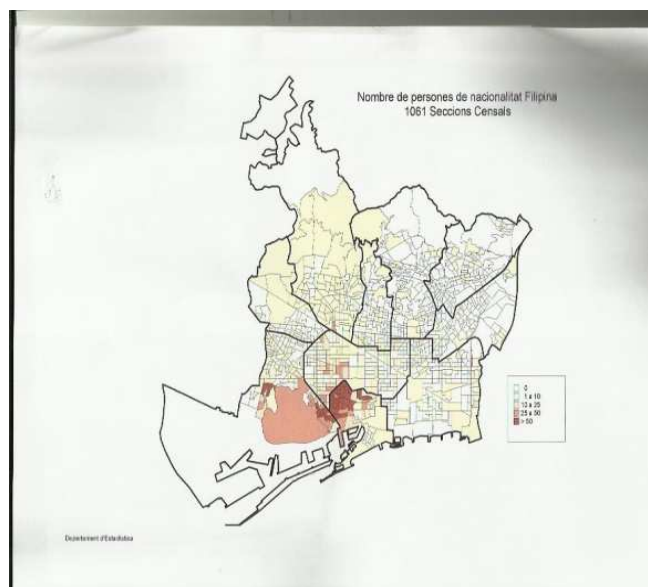 Nombre de persones de nacionalitat Filipina
1061 Seccions Censals
0
1 a 10
10 a 25
25 a 50
> 50
Departament d'Estadística